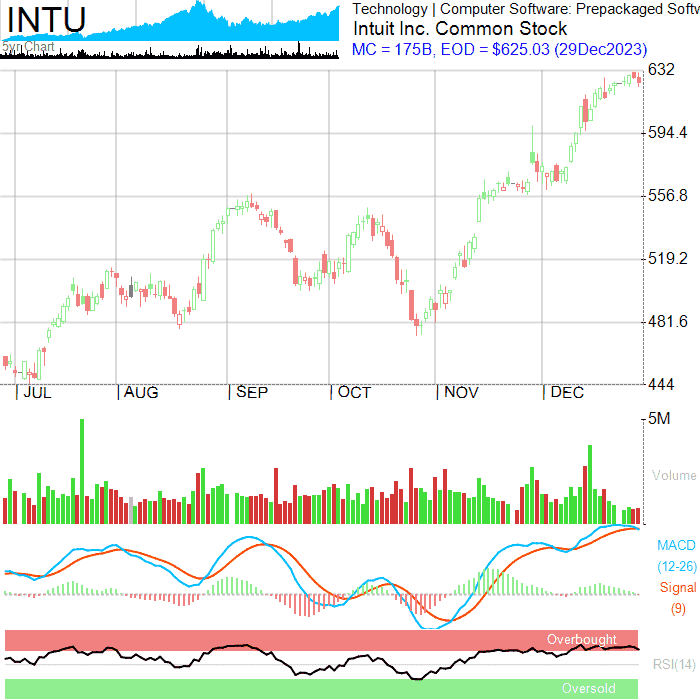 INTU
5yr Chart
Technology | Computer Software: Prepackaged Softw
Intuit Inc. Common Stock
MC = 175B, EOD = $625.03 (29Dec2023)
632
594.4
556.8
519.2
481.6
444
JUL AUG SEP OCT NOV DEC
5M
Volume
MACD
(12-26)
Signal
(9)
Overbought
RSI(14)
Oversold